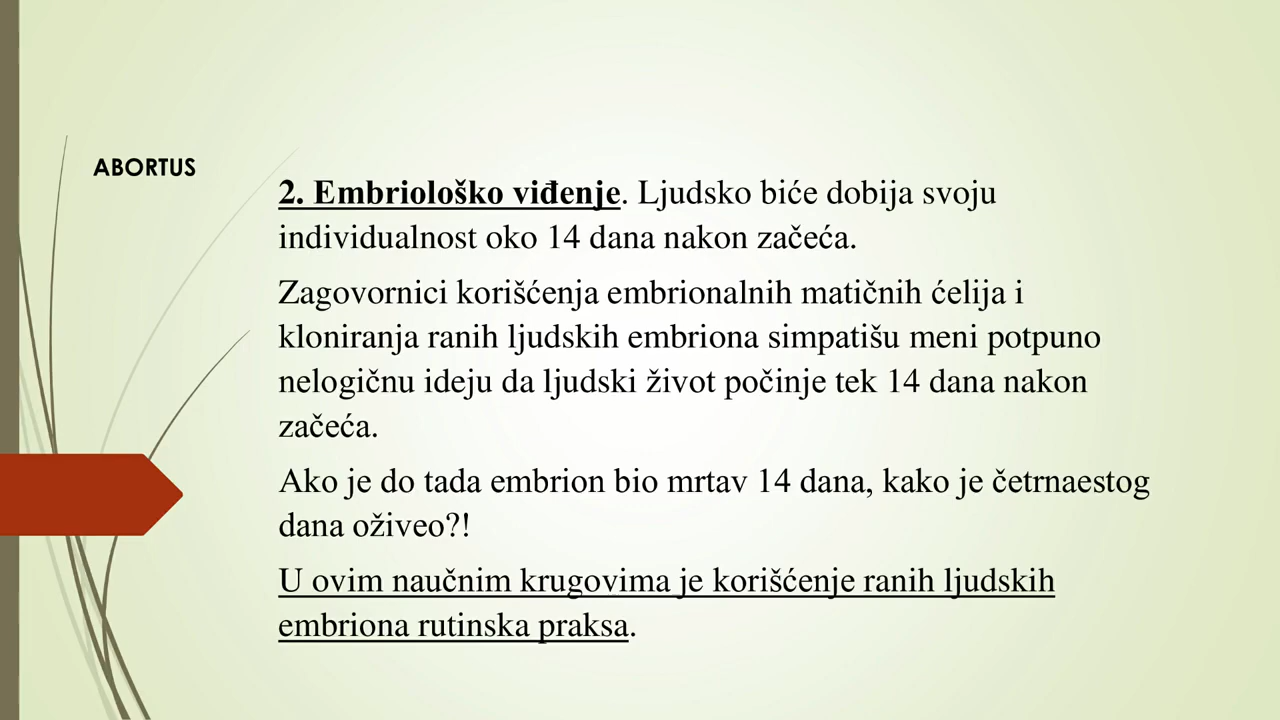 ABORTUS
2. Embriološko viđenje. Ljudsko biće dobija svoju
individualnost oko 14 dana nakon začeća.
Zagovornici korišćenja embrionalnih matičnih ćelija i
kloniranja ranih ljudskih embriona simpatišu meni potpuno
nelogičnu ideju da ljudski život počinje tek 14 dana nakon
začeća.
Ako je do tada embrion bio mrtav 14 dana, kako je četrnaestog
dana oživeo?!
U ovim naučnim krugovima je korišćenje ranih ljudskih
embriona rutinska praksa.